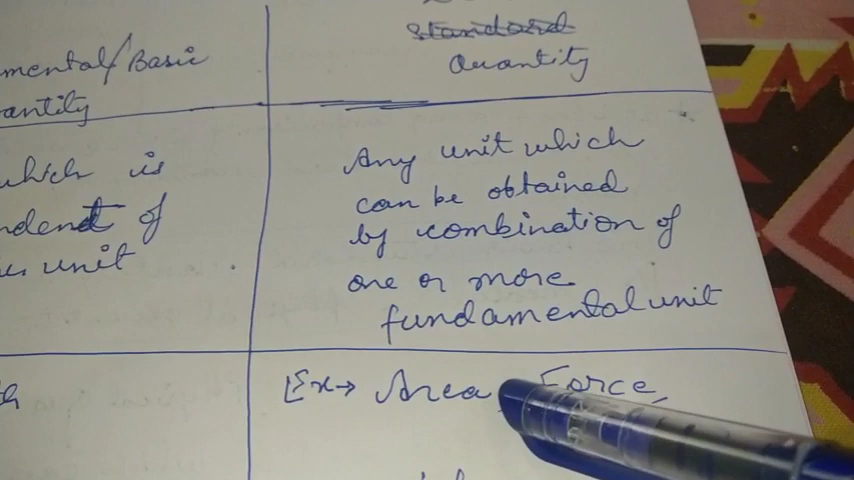 mental/Basic
antity
which is
ndent of
unit
Standard
Quantity
Any unit which
can be obtained
by combination of
one or more
fundamental unit
Ex→ Area, Force,